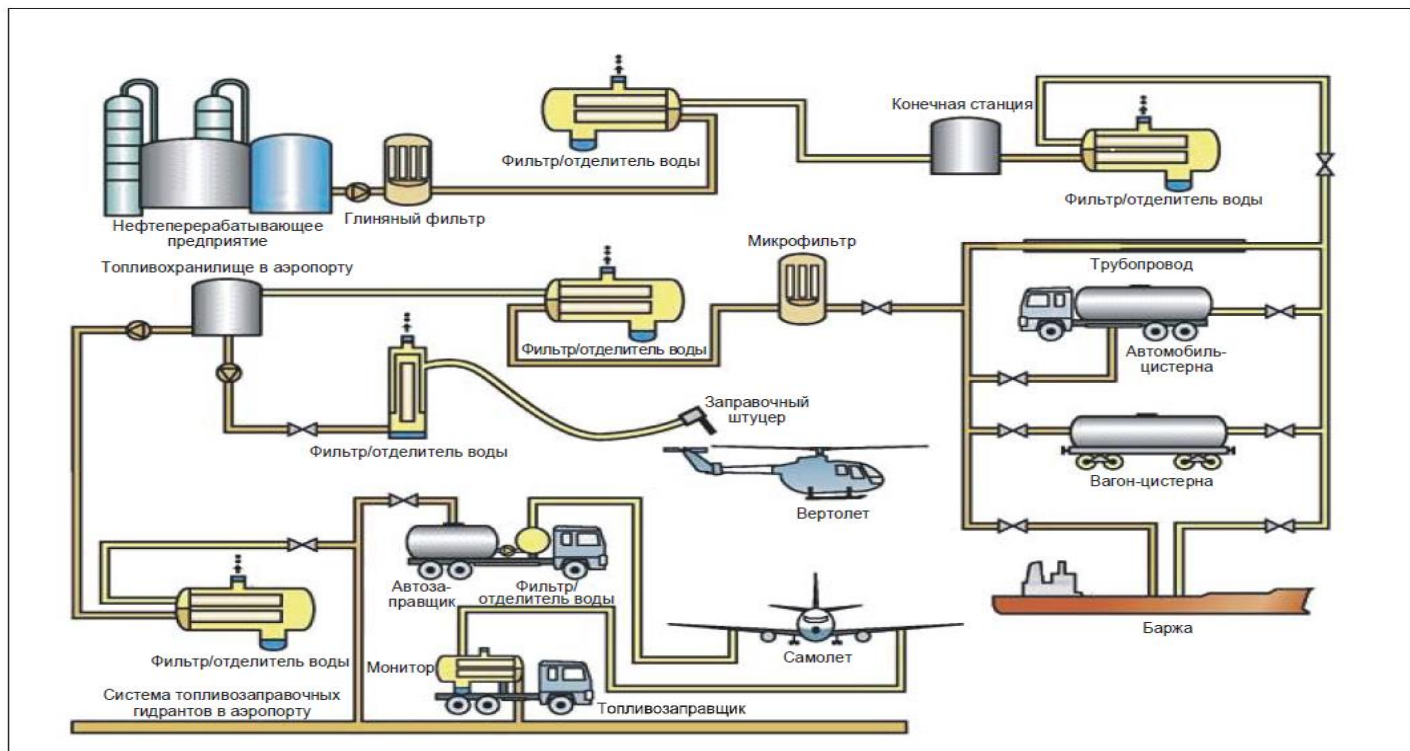 Конечная станция
Фильтр/отделитель воды
Фильтр/отделитель воды
Глиняный фильтр
Нефтеперерабатывающее
предприятие
Микрофильтр
Топливохранилище в аэропорту
Трубопровод
Фильтр/отделитель воды
Автомобиль-
цистерна
Заправочный
штуцер
Фильтр/отделитель воды
Вагон-цистерна
Вертолет
Автоза-
правщик
Фильтр/
отделитель воды
Баржа
Самолет
Фильтр/отделитель воды
Монитор
Система топливозаправочных
гидрантов в аэропорту
Топливозаправщик